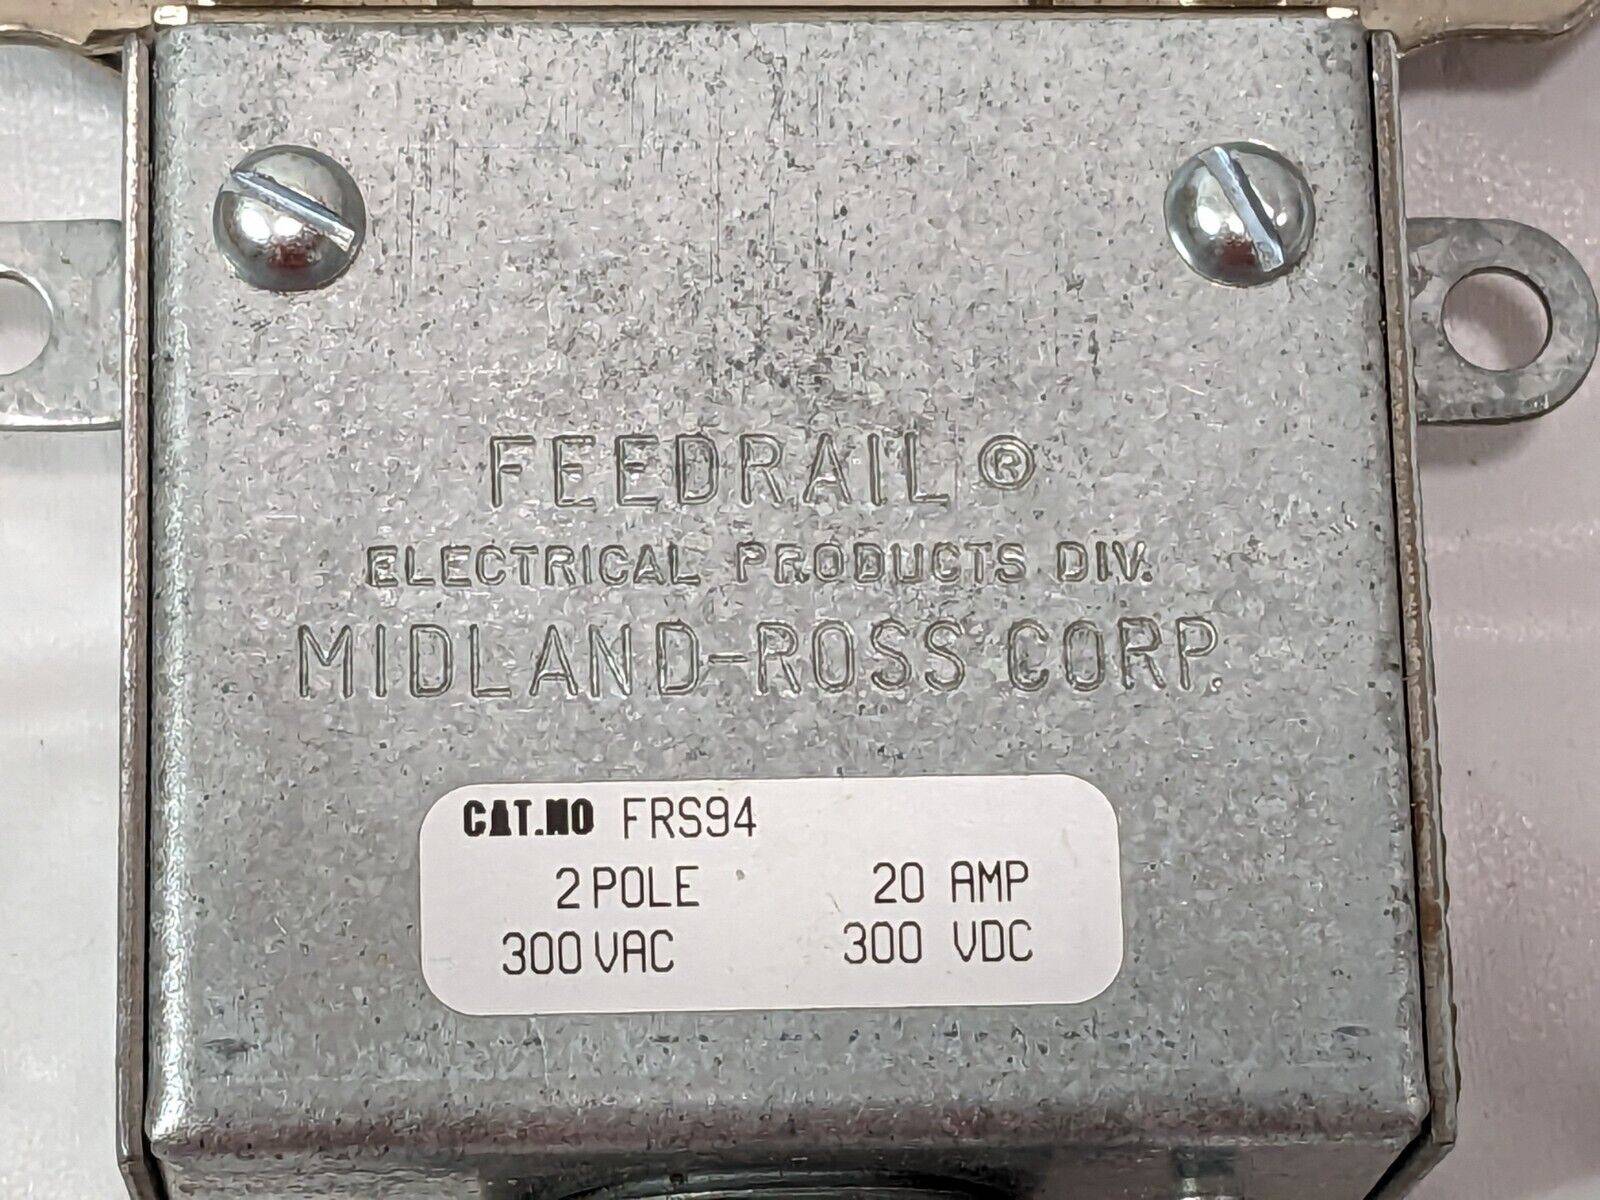 FEEDRAIL®
ELECTRICAL PRODUCTS DIV.
MIDLAND-ROSS CORP.
CAT.NO FRS94
2 POLE 20 AMP
300 VAC 300 VDC